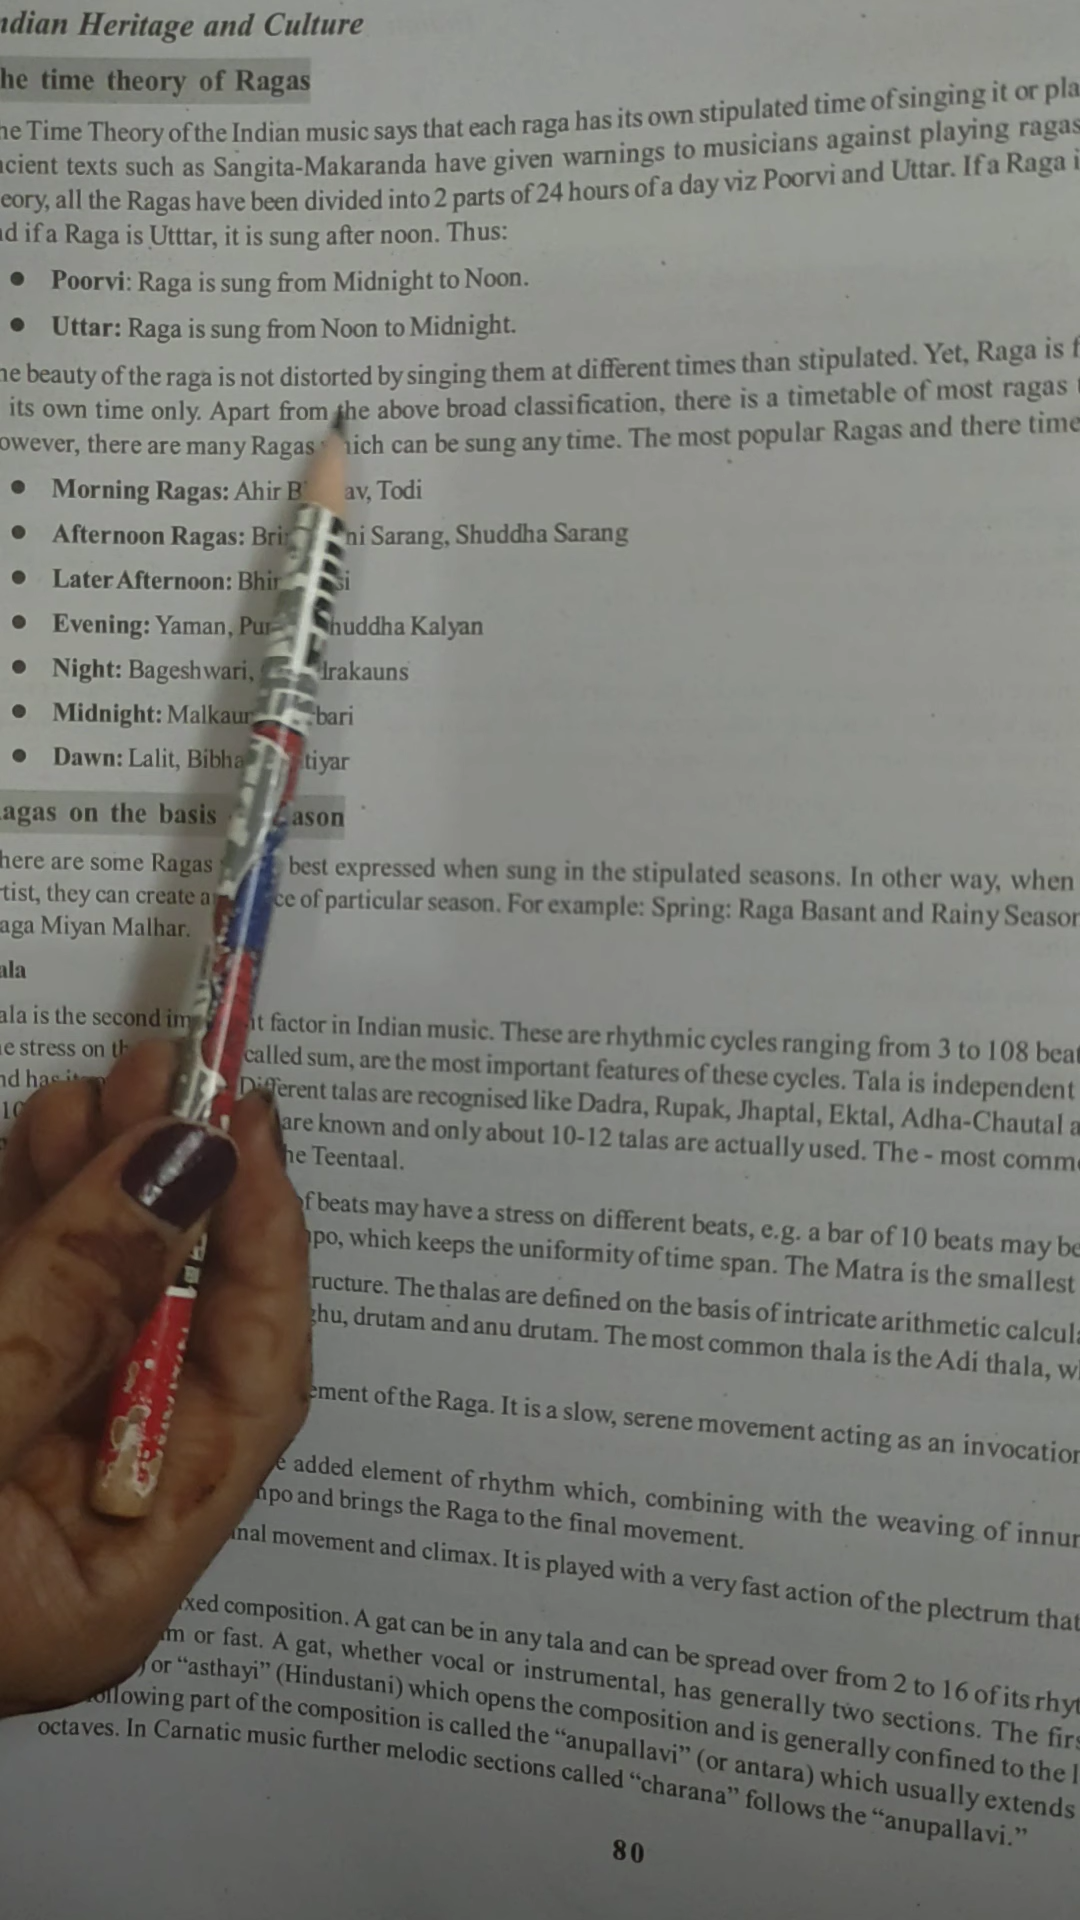 ndian Heritage and Culture
he time theory of Ragas
he Time Theory of the Indian music says that each raga has its own stipulated time of singing it or pla
ncient texts such as Sangita-Makaranda have given warnings to musicians against playing ragas
eory, all the Ragas have been divided into 2 parts of 24 hours of a day viz Poorvi and Uttar. If a Raga i
nd if a Raga is Utttar, it is sung after noon. Thus:
● Poorvi: Raga is sung from Midnight to Noon.
● Uttar: Raga is sung from Noon to Midnight.
he beauty of the raga is not distorted by singing them at different times than stipulated. Yet, Raga is f
its own time only. Apart from the above broad classification, there is a timetable of most ragas
owever, there are many Ragas which can be sung any time. The most popular Ragas and there time
● Morning Ragas: Ahir B av, Todi
● Afternoon Ragas: Bri ni Sarang, Shuddha Sarang
● Later Afternoon: Bhi si
● Evening: Yaman, Pur huddha Kalyan
● Night: Bageshwari, drakauns
● Midnight: Malkaun bari
● Dawn: Lalit, Bibha tiyar
agas on the basis ason
here are some Ragas best expressed when sung in the stipulated seasons. In other way, when
tist, they can create a ce of particular season. For example: Spring: Raga Basant and Rainy Season
aga Miyan Malhar.
ala
ala is the second im nt factor in Indian music. These are rhythmic cycles ranging from 3 to 108 beat
e stress on th called sum, are the most important features of these cycles. Tala is independent
nd has it Different talas are recognised like Dadra, Rupak, Jhaptal, Ektal, Adha-Chautal a
10 are known and only about 10-12 talas are actually used. The - most comm
he Teentaal.
of beats may have a stress on different beats, e.g. a bar of 10 beats may be
po, which keeps the uniformity of time span. The Matra is the smallest
ructure. The thalas are defined on the basis of intricate arithmetic calcul
ghu, drutam and anu drutam. The most common thala is the Adi thala, w
ement of the Raga. It is a slow, serene movement acting as an invocation
e added element of rhythm which, combining with the weaving of innur
mpo and brings the Raga to the final movement.
inal movement and climax. It is played with a very fast action of the plectrum that
xed composition. A gat can be in any tala and can be spread over from 2 to 16 of its rhyt
m or fast. A gat, whether vocal or instrumental, has generally two sections. The firs
) or “asthayi” (Hindustani) which opens the composition and is generally confined to the l
following part of the composition is called the “anupallavi” (or antara) which usually extends
octaves. In Carnatic music further melodic sections called “charana” follows the “anupallavi.”
80